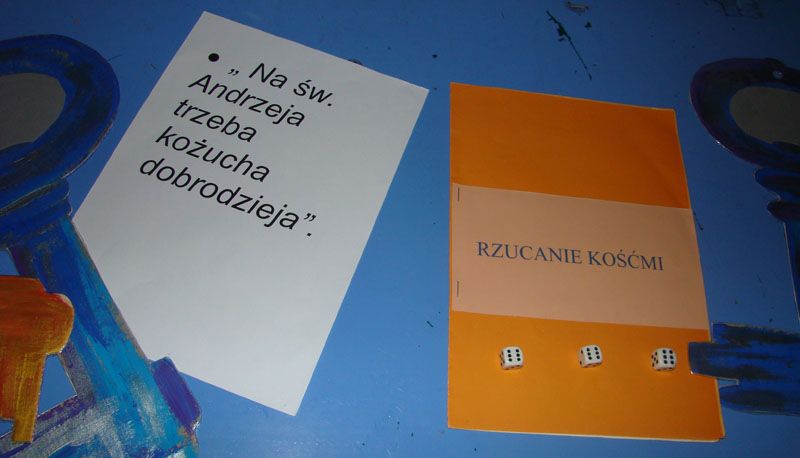 • „ Na św.
Andrzeja
trzeba
kożucha
dobrodzieja”.
RZUCANIE KOŚĆMI